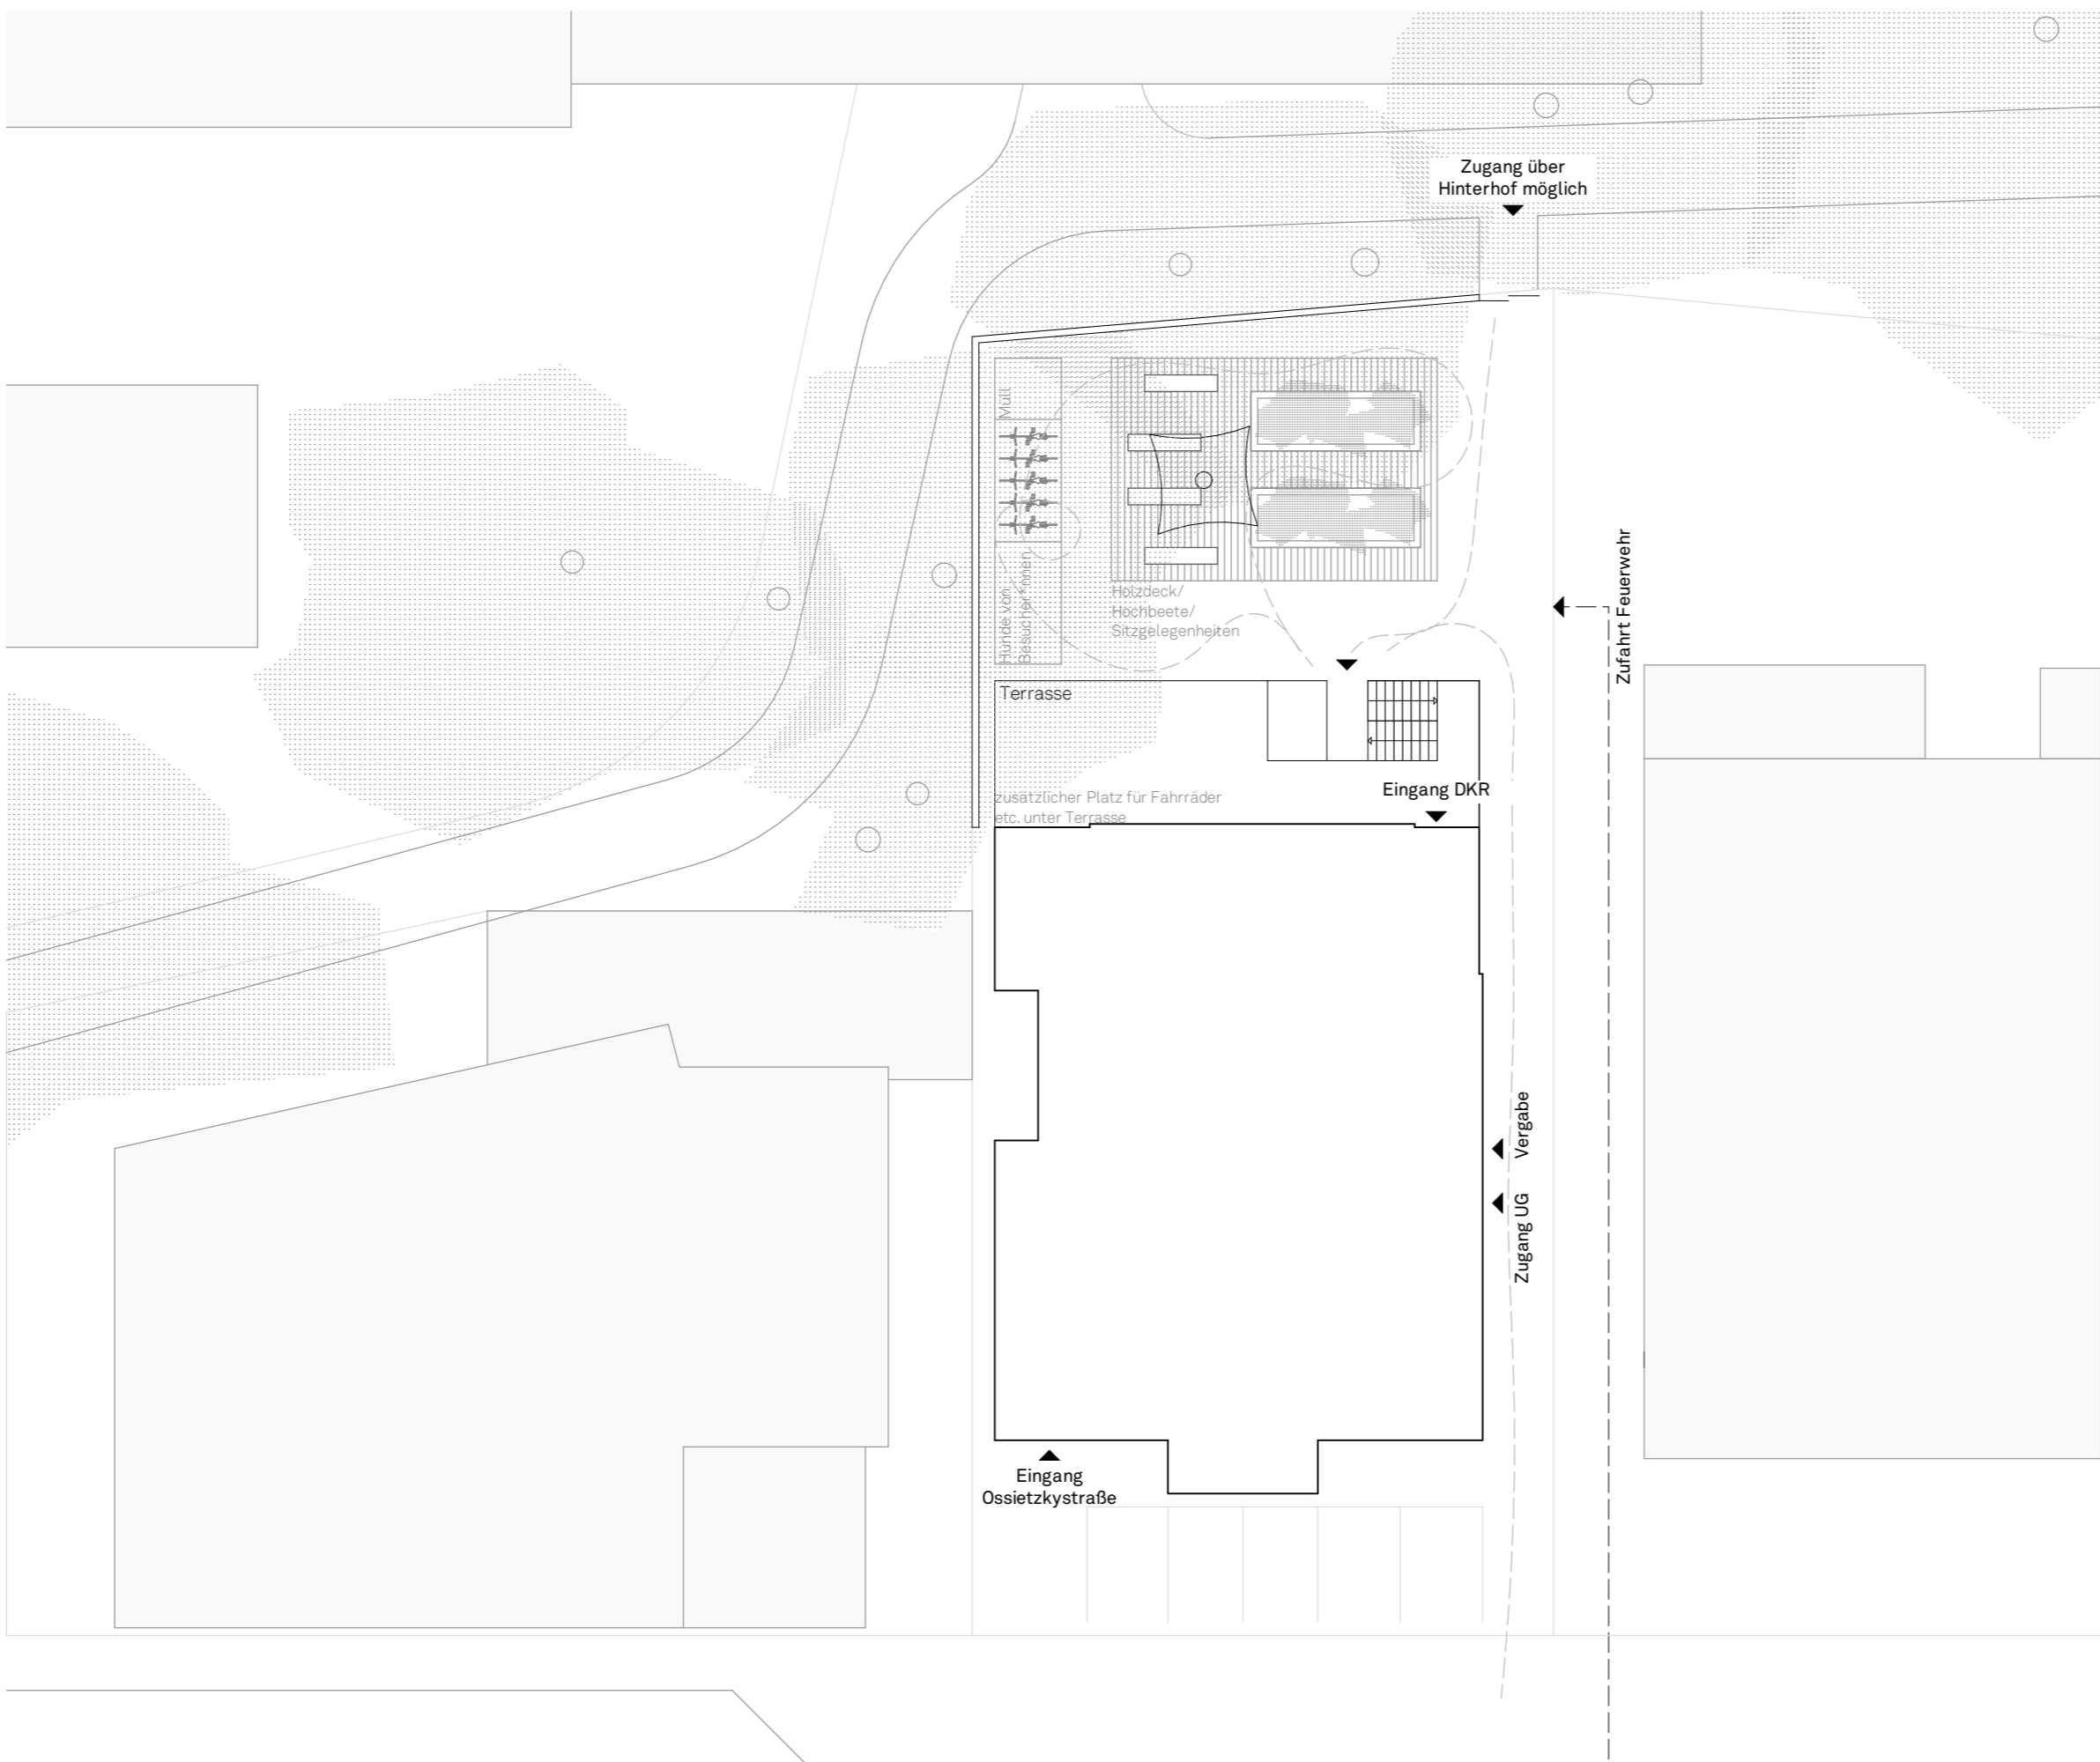 Zugang über
Hinterhof möglich
Müll
Hunde von
Besucher*nnen
Holzdeck/
Hochbeete/
Sitzgelegenheiten
Zufahrt Feuerwehr
Terrasse
Eingang DKR
zusätzlicher Platz für Fahrräder
etc. unter Terrasse
Vergabe
Zugang UG
Eingang
Ossietzkystraße